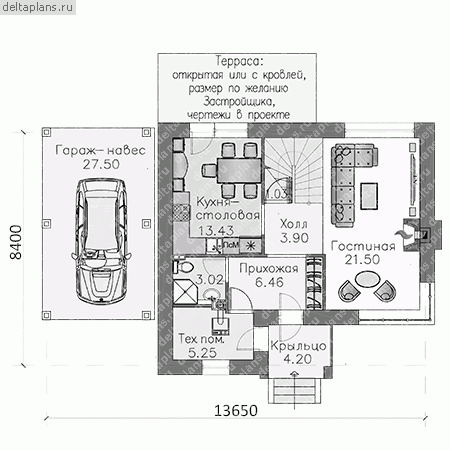 deltaplans.ru
Терраса:
открытая или с кровлей,
размер по желанию
Застройщика,
чертежи в проекте
Гараж-навес
27.50
Кухня-
столовая
13.43
1.03
Холл
3.90
Гостиная
21.50
ПМ
3.02
Прихожая
6.46
Тех.пом.
5.25
Крыльцо
4.20
8400
13650